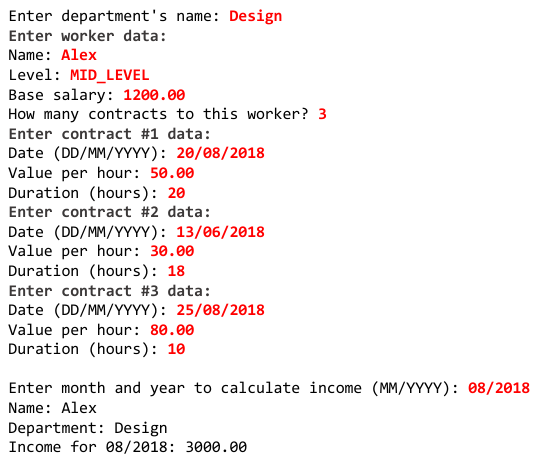 Enter department's name: Design
Enter worker data:
Name: Alex
Level: MID_LEVEL
Base salary: 1200.00
How many contracts to this worker? 3
Enter contract #1 data:
Date (DD/MM/YYYY): 20/08/2018
Value per hour: 50.00
Duration (hours): 20
Enter contract #2 data:
Date (DD/MM/YYYY): 13/06/2018
Value per hour: 30.00
Duration (hours): 18
Enter contract #3 data:
Date (DD/MM/YYYY): 25/08/2018
Value per hour: 80.00
Duration (hours): 10
Enter month and year to calculate income (MM/YYYY): 08/2018
Name: Alex
Department: Design
Income for 08/2018: 3000.00